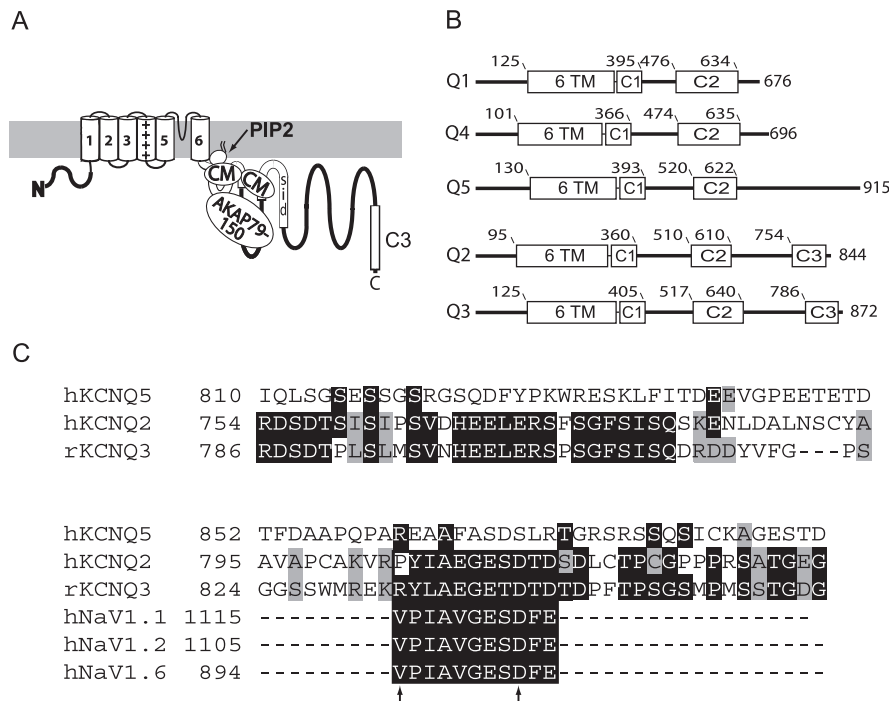 A
B
1 2 3 + + + + 5 6
PIP2
CM
CM
sid
AKAP79-
150
N
C3
C
125 395 476 634
Q1 6 TM C1 C2 676
101 366 474 635
Q4 6 TM C1 C2 696
130 393 520 622
Q5 6 TM C1 C2 915
95 360 510 610 754
Q2 6 TM C1 C2 C3 844
125 405 517 640 786
Q3 6 TM C1 C2 C3 872
C
hKCNQ5 810 IQLSGSESSGSRGSQDFYPKWRESKLFITDEEVGPEETETD
hKCNQ2 754 RDSDTSISIPSVDHEELERSFSGFSISQSKENLDALNSCYA
rKCNQ3 786 RDSDTPLSLMSVNHEELERSFSGFSISQDRDDYVFG---PS
hKCNQ5 852 TFDAAPQPAREAAFASDSLRTGRSRSSQSICKAGESTD
hKCNQ2 795 AVAPCAKVRPYIAEGESDTDSDLCTPCGPPPRSATGEG
rKCNQ3 824 GGSSWMREKRYLAEGETDTDTDPFTPSGSMPMSSTGDG
hNaV1.1 1115 ---------VPIAVGESDFE------------------
hNaV1.2 1105 ---------VPIAVGESDFE------------------
hNaV1.6 894 ---------VPIAVGESDFE------------------